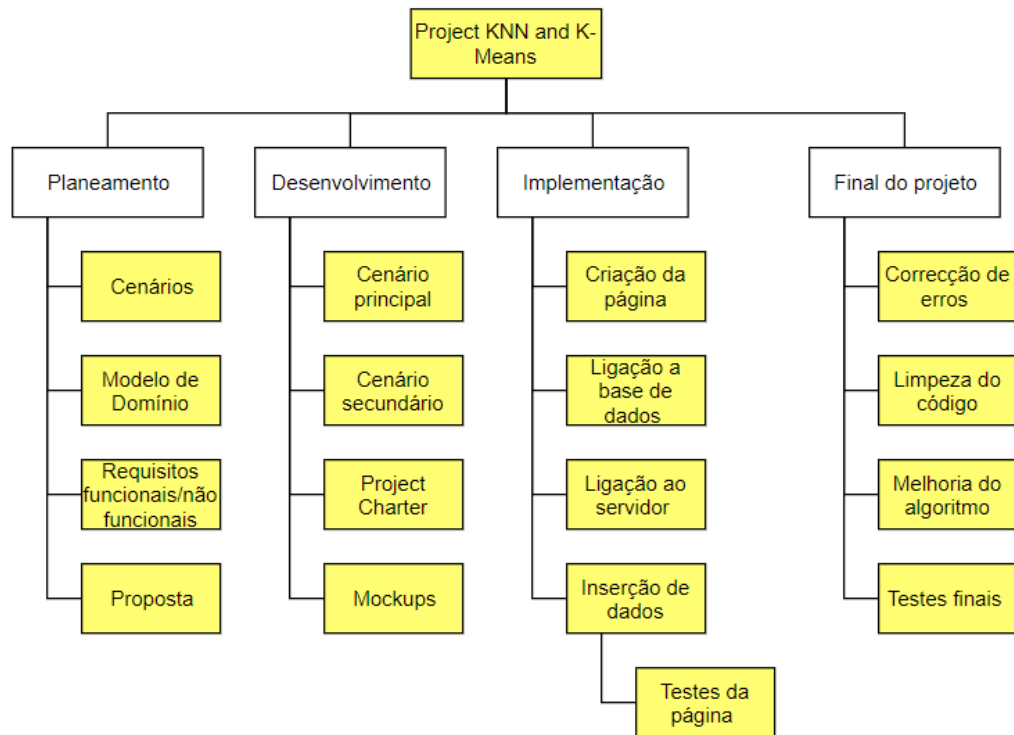 Project KNN and K-
Means
Planeamento
Desenvolvimento
Implementação
Final do projeto
Cenários
Cenário
principal
Criação da
página
Correcção de
erros
Modelo de
Domínio
Cenário
secundário
Ligação a
base de
dados
Limpeza do
código
Requisitos
funcionais/não
funcionais
Project
Charter
Ligação ao
servidor
Melhoria do
algoritmo
Proposta
Mockups
Inserção de
dados
Testes finais
Testes da
página